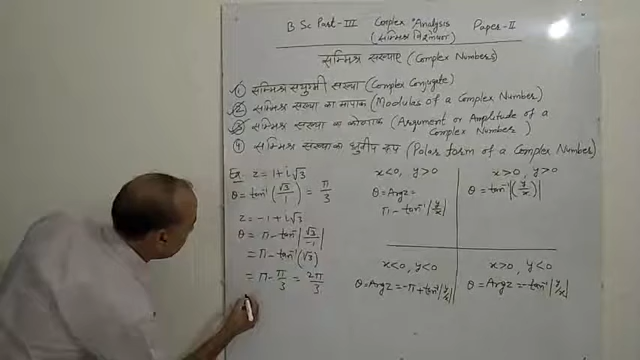 B Sc Part-III Complex Analysis Paper-II
(सम्मिश्र विश्लेषण)
सम्मिश्र संख्याएं (Complex Numbers)
① सम्मिश्र संयुग्मी संख्या (Complex Conjugate)
② सम्मिश्र संख्या का मापांक (Modulus of a Complex Number)
③ सम्मिश्र संख्या का कोणांक (Argument or Amplitude of a
Complex Number)
④ सम्मिश्र संख्या का ध्रुवीय रूप (Polar form of a Complex Number)
Ex. z = 1+i√3
θ = tan⁻¹(√3/1) = π/3
z = -1+i√3
θ = π - tan⁻¹|√3/-1|
= π - tan⁻¹(√3)
= π - π/3 = 2π/3
x<0, y>0
θ = Arg z =
π - tan⁻¹|y/x|
x>0, y>0
θ = tan⁻¹|(y/x)|
x<0, y<0
θ = Arg z = -π + tan⁻¹|y/x|
x>0, y<0
θ = Arg z = -tan⁻¹|y/x|